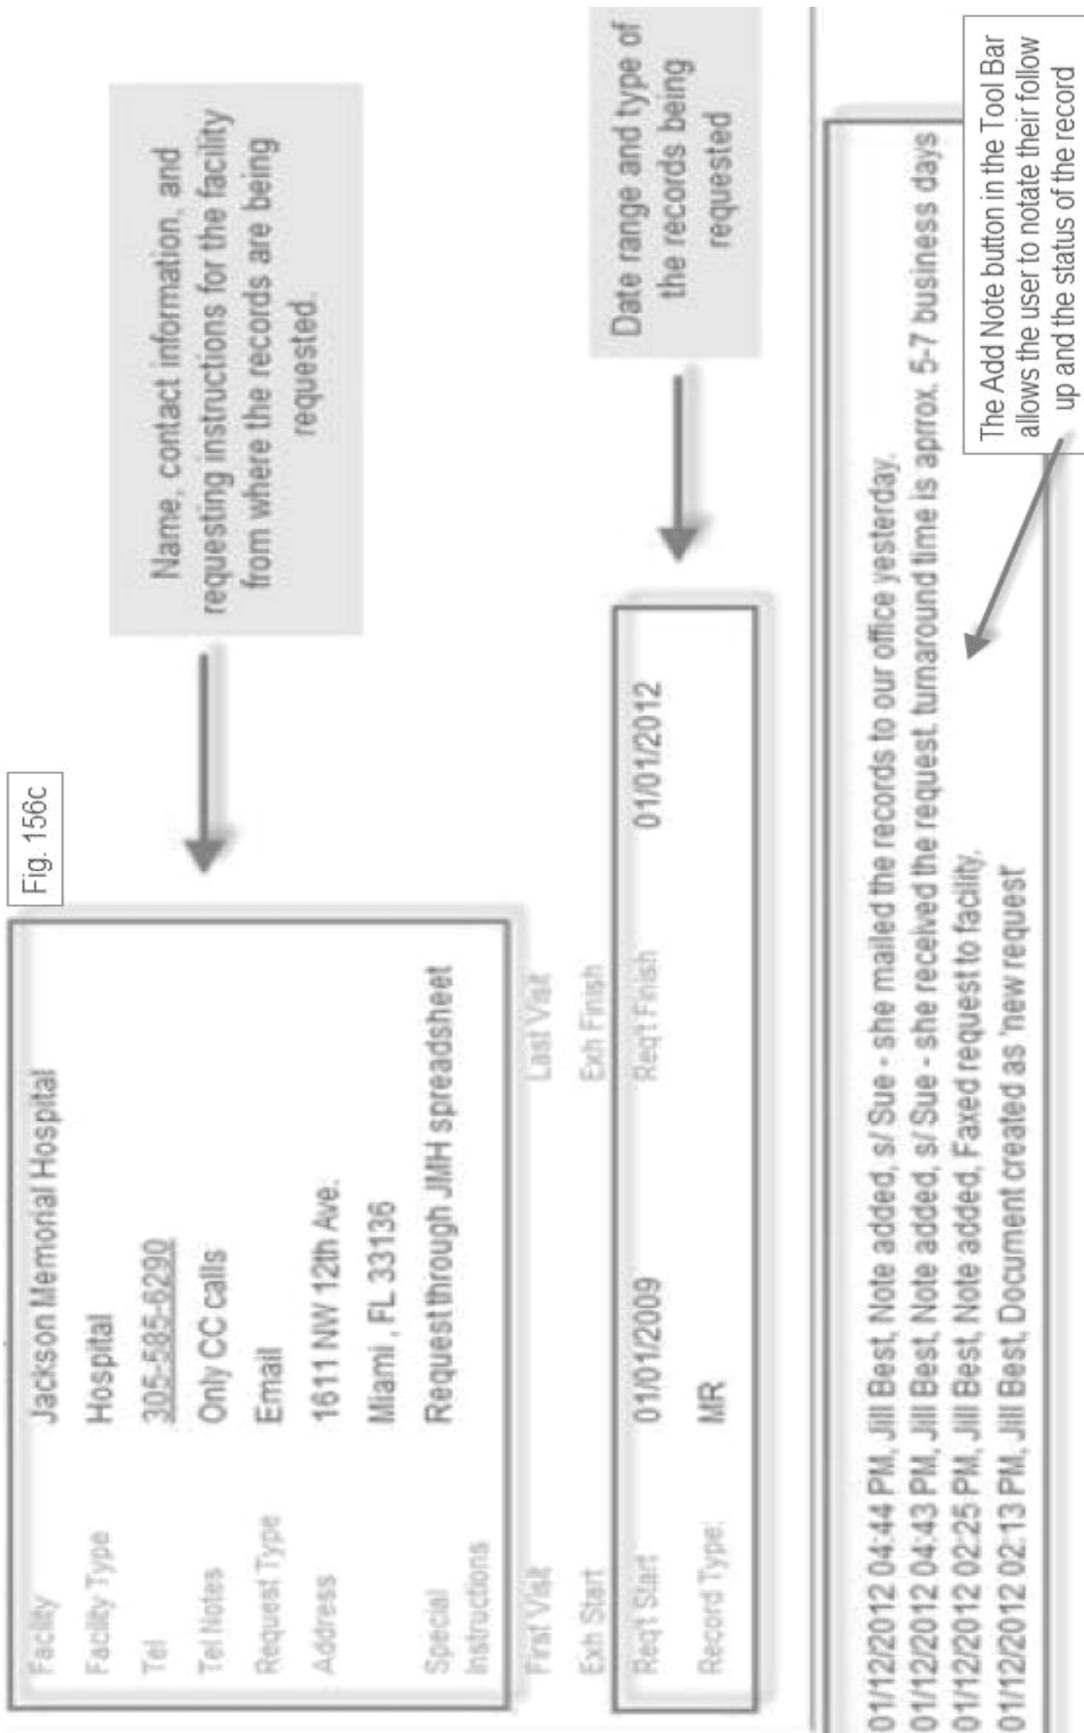 Fig. 156c
Facility Jackson Memorial Hospital
Facility Type Hospital
Tel 305-585-6290
Tel Notes Only CC calls
Request Type Email
Address 1611 NW 12th Ave.
Miami , FL 33136
Special Request through JMH spreadsheet
Instructions
Name, contact information, and
requesting instructions for the facility
from where the records are being
requested.
First Visit Last Visit
Exh Start Exh Finish
Req't Start 01/01/2009 Req't Finish 01/01/2012
Record Type: MR
Date range and type of
the records being
requested
01/12/2012 04:44 PM, Jill Best, Note added, s/ Sue - she mailed the records to our office yesterday.
01/12/2012 04:43 PM, Jill Best, Note added, s/ Sue - she received the request, turnaround time is aprrox. 5-7 business days
01/12/2012 02:25 PM, Jill Best, Note added, Faxed request to facility,
01/12/2012 02:13 PM, Jill Best, Document created as 'new request'
The Add Note button in the Tool Bar
allows the user to notate their follow
up and the status of the record